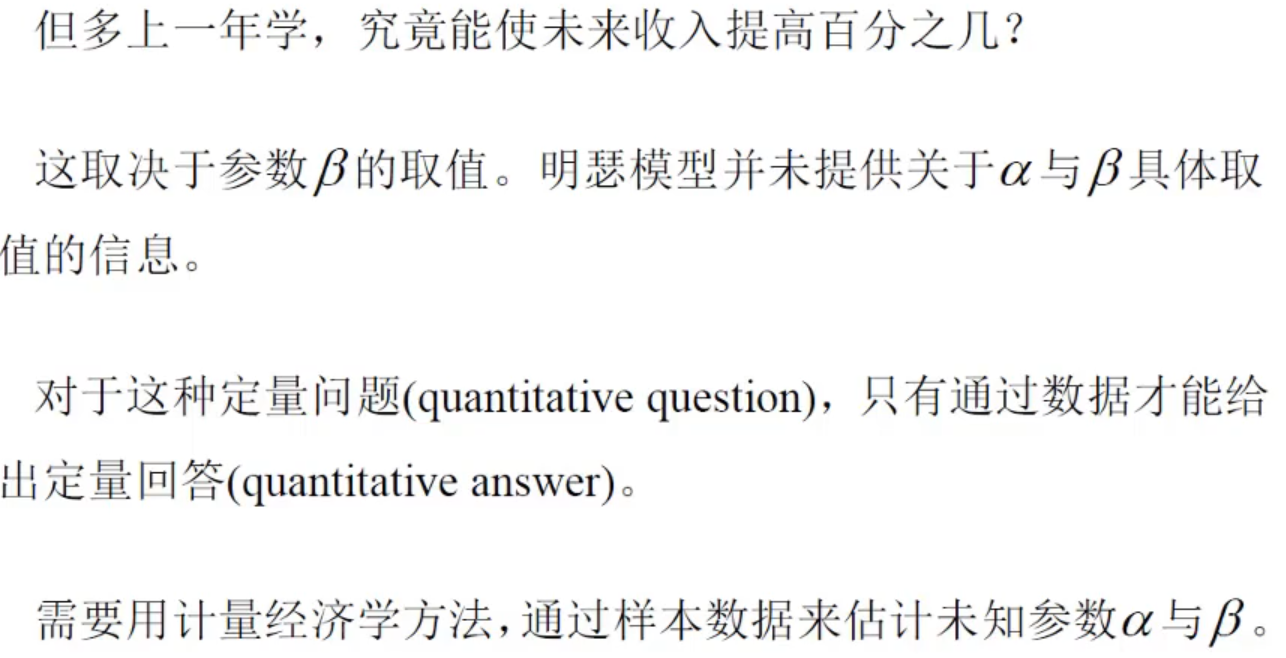 但多上一年学，究竟能使未来收入提高百分之几？
这取决于参数β的取值。明瑟模型并未提供关于α与β具体取
值的信息。
对于这种定量问题(quantitative question)，只有通过数据才能给
出定量回答(quantitative answer)。
需要用计量经济学方法，通过样本数据来估计未知参数α与β。